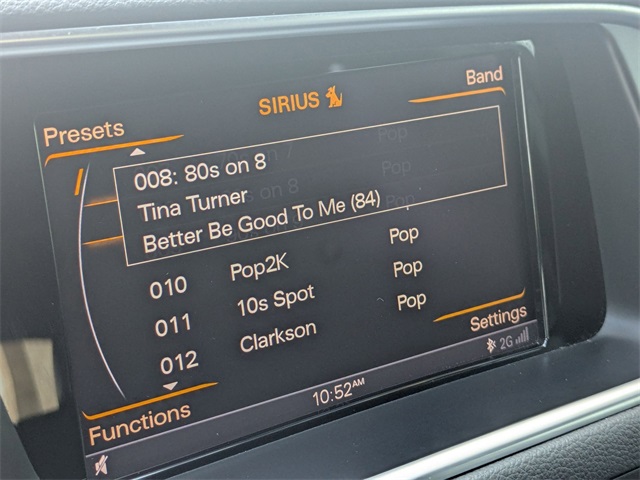 SIRIUS
Band
Presets
008: 80s on 8
Tina Turner
Better Be Good To Me (84)
Pop
Pop
Pop
010 Pop2K Pop
011 10s Spot Pop
012 Clarkson Pop
Settings
2G
Functions
10:52AM